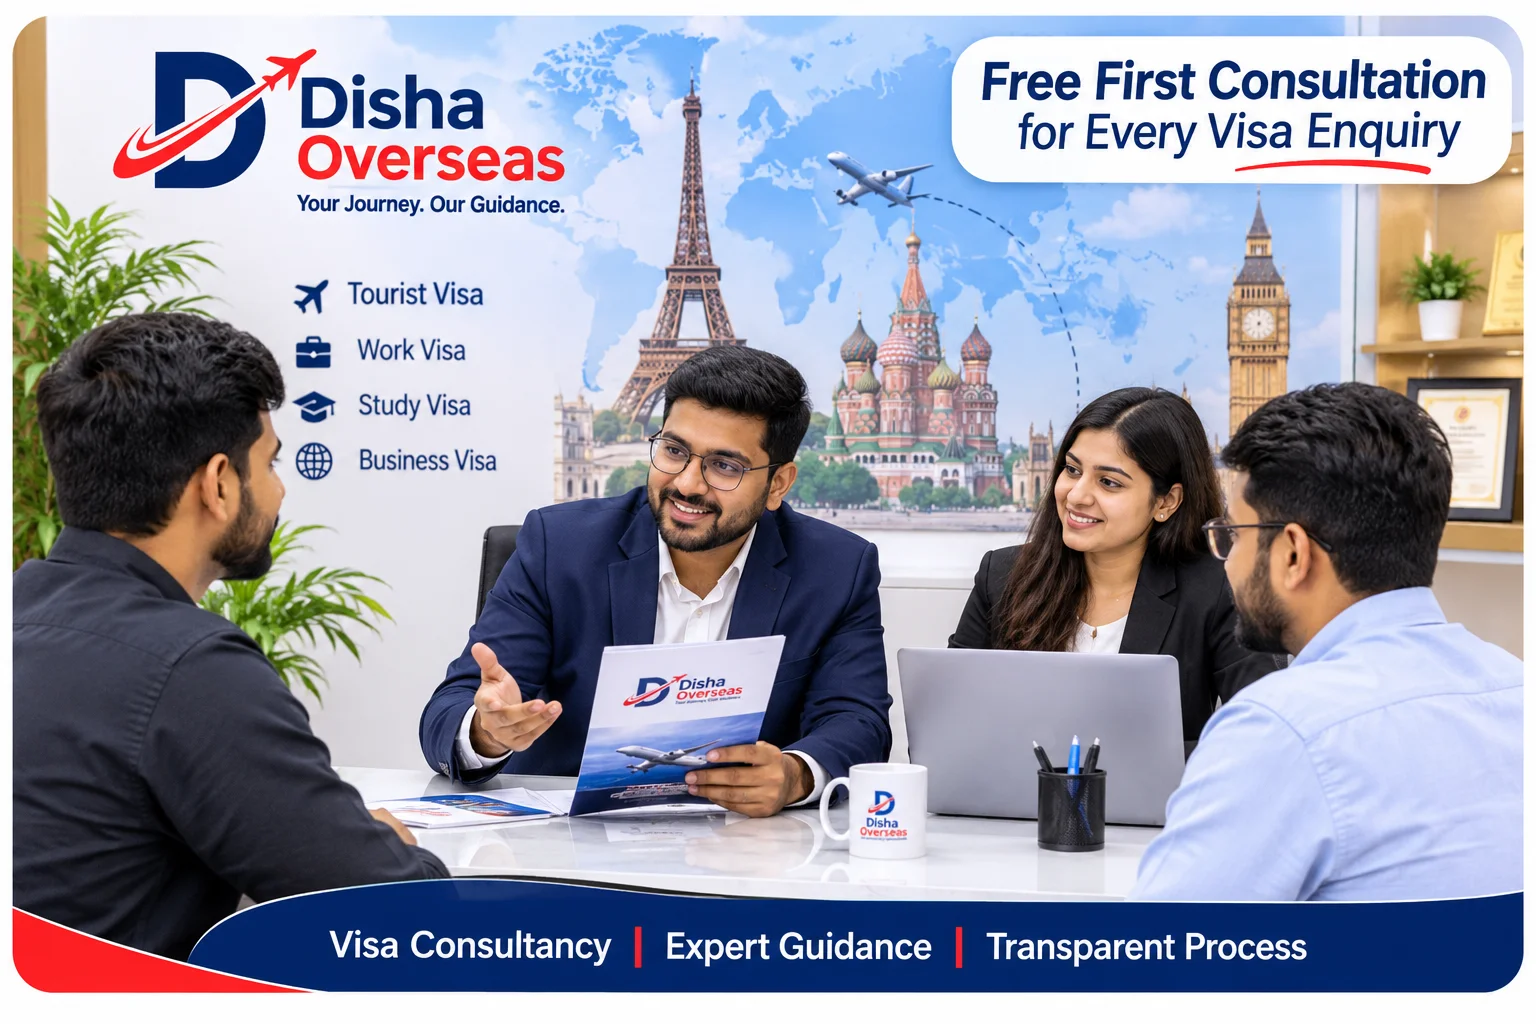 Disha
Overseas
Your Journey. Our Guidance.
Free First Consultation
for Every Visa Enquiry
Tourist Visa
Work Visa
Study Visa
Business Visa
Disha
Overseas
Disha
Overseas
Visa Consultancy | Expert Guidance | Transparent Process